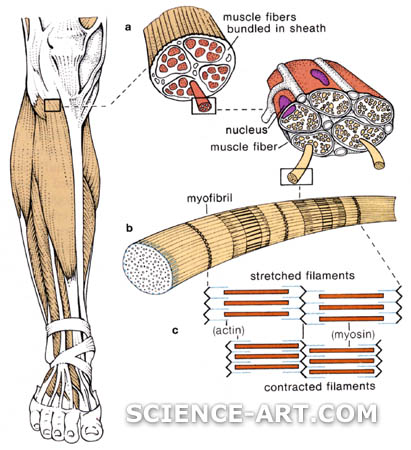 a
muscle fibers
bundled in sheath
nucleus
muscle fiber
myofibril
b
stretched filaments
c
(actin)
(myosin)
contracted filaments
SCIENCE-ART.COM